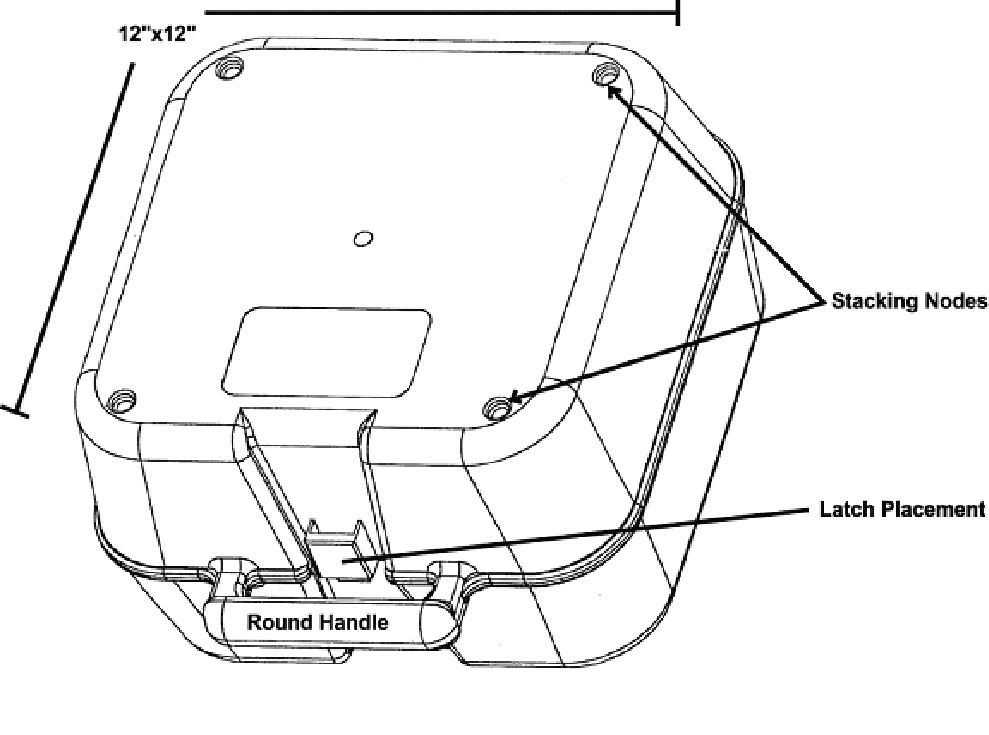 12"x12"
Stacking Nodes
Latch Placement
Round Handle